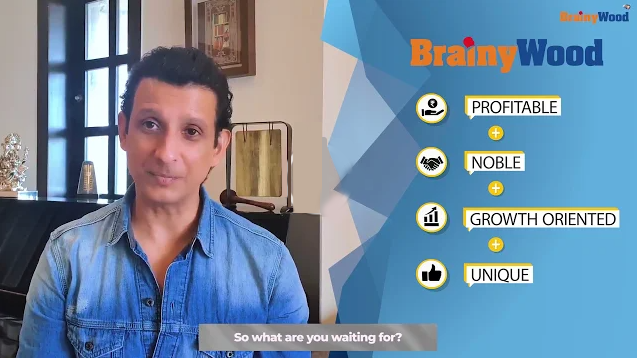 BrainyWood
BrainyWood
PROFITABLE
+
NOBLE
+
GROWTH ORIENTED
+
UNIQUE
So what are you waiting for?